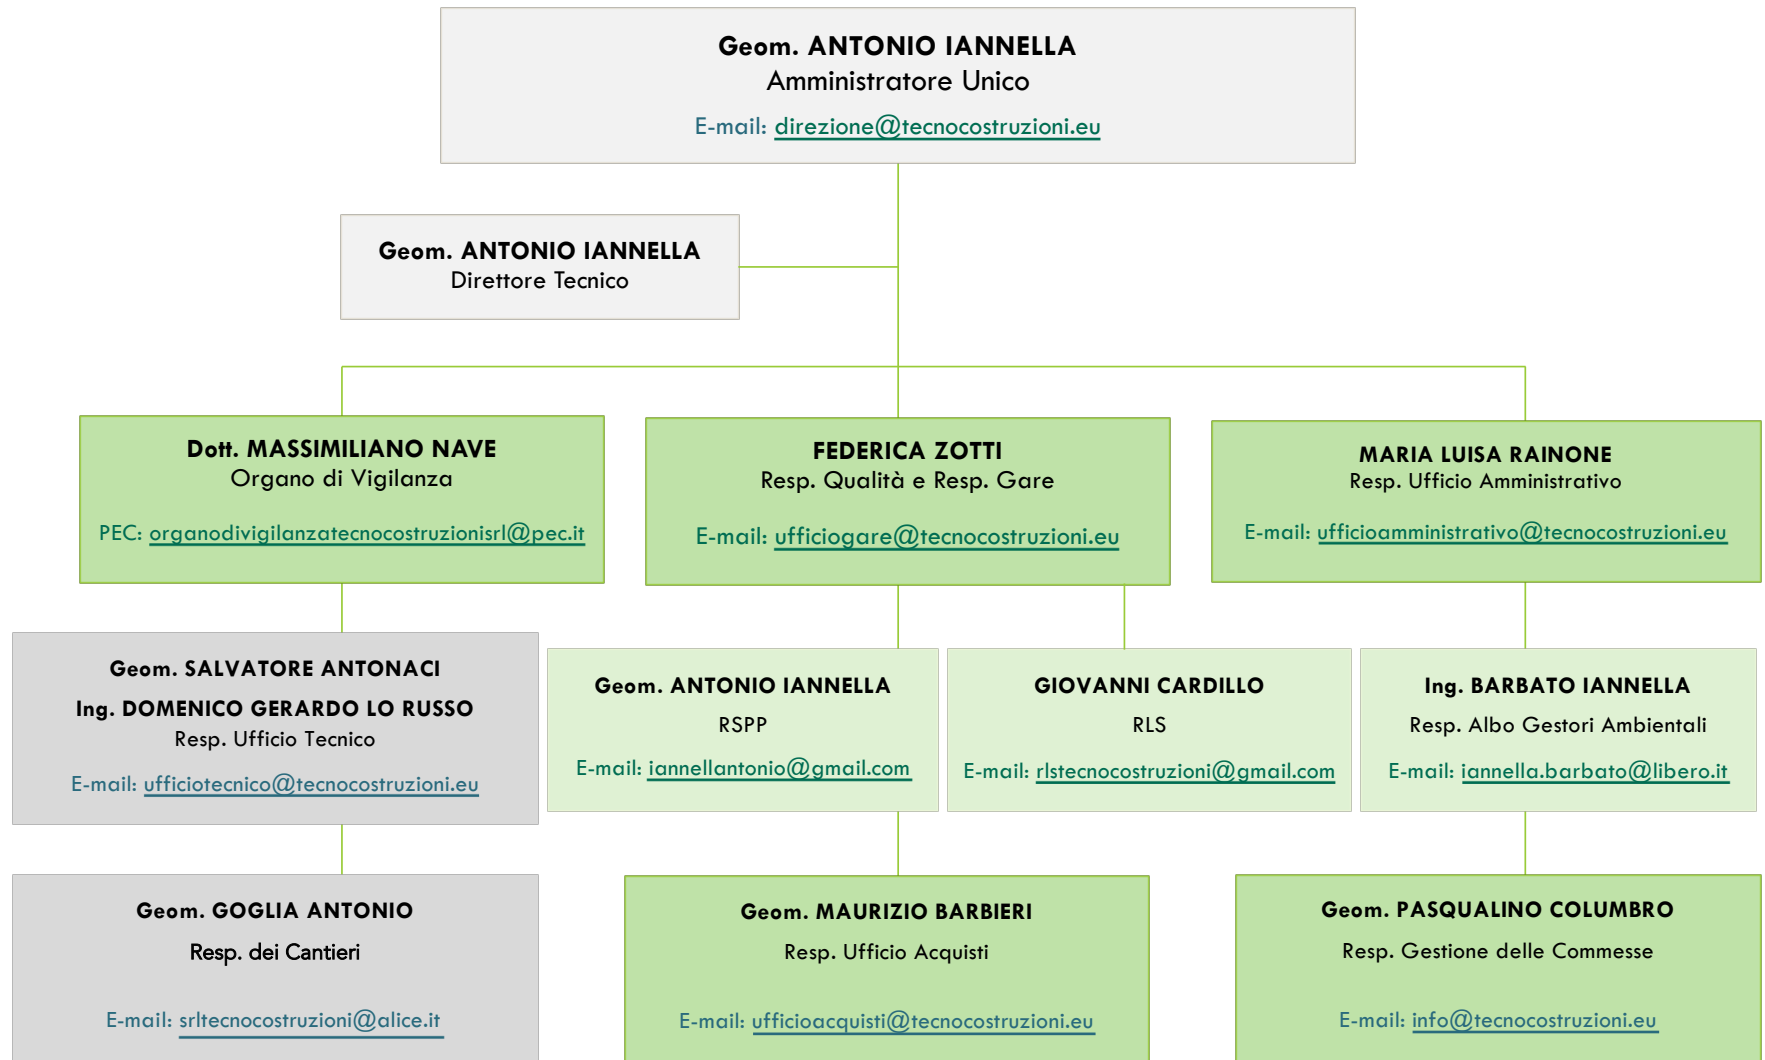 Geom. ANTONIO IANNELLA
Amministratore Unico
E-mail: direzione@tecnocostruzioni.eu
Geom. ANTONIO IANNELLA
Direttore Tecnico
Dott. MASSIMILIANO NAVE
Organo di Vigilanza
PEC: organodivigilanzatecnocostruzionisrl@pec.it
FEDERICA ZOTTI
Resp. Qualità e Resp. Gare
E-mail: ufficiogare@tecnocostruzioni.eu
MARIA LUISA RAINONE
Resp. Ufficio Amministrativo
E-mail: ufficioamministrativo@tecnocostruzioni.eu
Geom. SALVATORE ANTONACI
Ing. DOMENICO GERARDO LO RUSSO
Resp. Ufficio Tecnico
E-mail: ufficiotecnico@tecnocostruzioni.eu
Geom. ANTONIO IANNELLA
RSPP
E-mail: iannellantonio@gmail.com
GIOVANNI CARDILLO
RLS
E-mail: rlstecnocostruzioni@gmail.com
Ing. BARBATO IANNELLA
Resp. Albo Gestori Ambientali
E-mail: iannella.barbato@libero.it
Geom. GOGLIA ANTONIO
Resp. dei Cantieri
E-mail: srltecnocostruzioni@alice.it
Geom. MAURIZIO BARBIERI
Resp. Ufficio Acquisti
E-mail: ufficioacquisti@tecnocostruzioni.eu
Geom. PASQUALINO COLUMBRO
Resp. Gestione delle Commesse
E-mail: info@tecnocostruzioni.eu